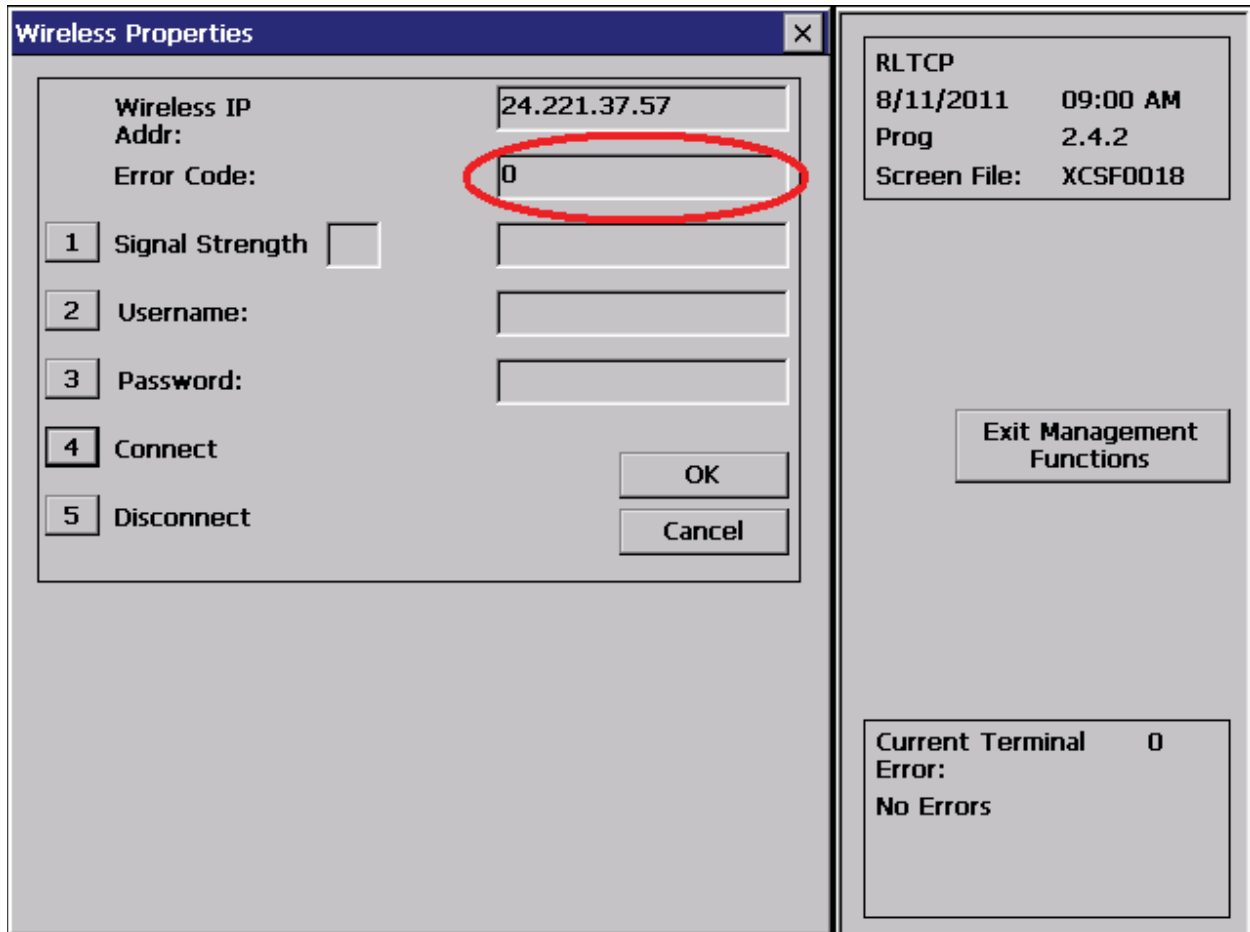 Wireless Properties
Wireless IP
Addr:
24.221.37.57
Error Code:
0
1 Signal Strength
2 Username:
3 Password:
4 Connect
5 Disconnect
OK
Cancel
RLTCP
8/11/2011 09:00 AM
Prog 2.4.2
Screen File: XCSF0018
Exit Management
Functions
Current Terminal 0
Error:
No Errors